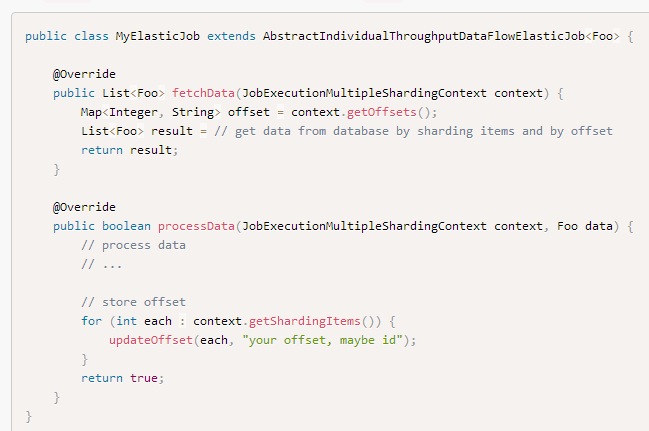 public class MyElasticJob extends AbstractIndividualThroughputDataFlowElasticJob<Foo> {
@Override
public List<Foo> fetchData(JobExecutionMultipleShardingContext context) {
Map<Integer, String> offset = context.getOffsets();
List<Foo> result = // get data from database by sharding items and by offset
return result;
}
@Override
public boolean processData(JobExecutionMultipleShardingContext context, Foo data) {
// process data
// ...
// store offset
for (int each : context.getShardingItems()) {
updateOffset(each, "your offset, maybe id");
}
return true;
}
}